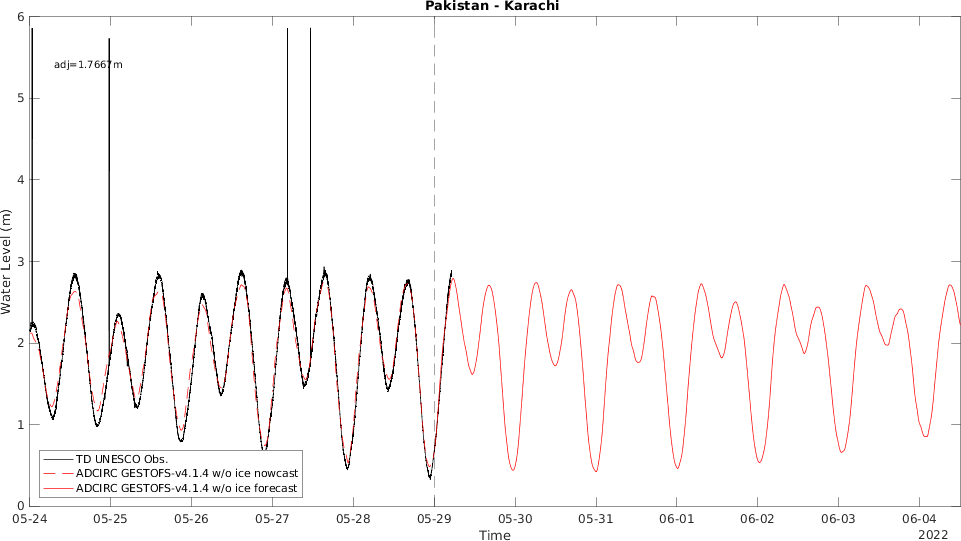 Pakistan - Karachi
6
adj=1.7667m
5
4
3
2
1
0
Water Level (m)
TD UNESCO Obs.
ADCIRC GESTOFS-v4.1.4 w/o ice nowcast
ADCIRC GESTOFS-v4.1.4 w/o ice forecast
05-24 05-25 05-26 05-27 05-28 05-29 05-30 05-31 06-01 06-02 06-03 06-04
Time
2022